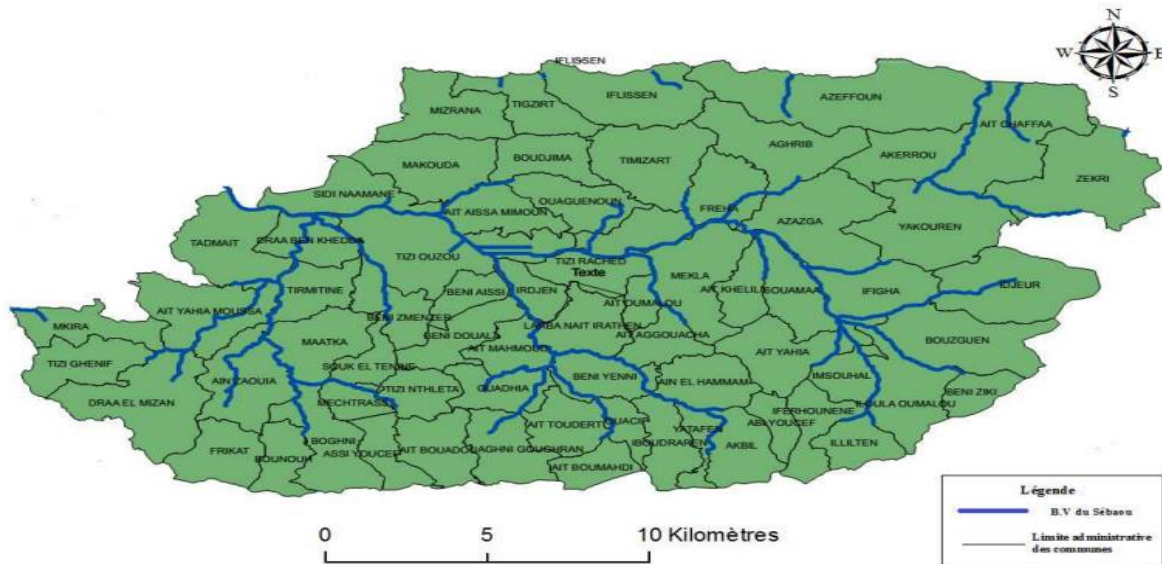 N
W E
S
IFLISSEN
IFLISSEN
AZEFFOUN
MIZRANA
TIGZIRT
AIT CHAFFAA
AGHRIB
MAKOUDA
BOUDJIMA
TIMIZART
AKERROU
ZEKRI
SIDI NAAMANE
OUAGUENOUN
AIT AISSA MIMOUN
FREHA
AZAZGA
YAKOUREN
TADMAIT
DRAA BEN KHEDDA
TIZI OUZOU
TIZI RACHED
Texte
MEKLA
BENI AISSI
IRDJEN
TIRMITINE
AIT KHELILI
SOUAMAA
IFIGHA
IDJEUR
AIT YAHIA MOUSSA
BENI ZMENZER
AIT OUMALOU
MKIRA
LARBA NAIT IRATHEN
BENI DOUALA
AIT AGGOUACHA
MAATKA
AIT MAHMOUD
AIT YAHIA
BOUZGUEN
TIZI GHENIF
SOUK EL TENINE
AIN ZAOUIA
OUADHIA
BENI YENNI
AIN EL HAMMAM
IMSOUHAL
TIZI NTHLETA
BENI ZIKI
DRAA EL MIZAN
MECHTRASS
ILOULA OUMALOU
IFERHOUNENE
AIT TOUDERT
OUACIF
ABI YOUCEF
YATAFEN
BOGHNI
IBOUDRAREN
AKBIL
ILLILTEN
FRIKAT
BOUNOUH
ASSI YOUCEF
AIT BOUADOU
AGHNI GOUGHRAN
AIT BOUMAHDI
0 5 10 Kilomètres
Légende
B.V du Sébaou
Limite administrative
des communes